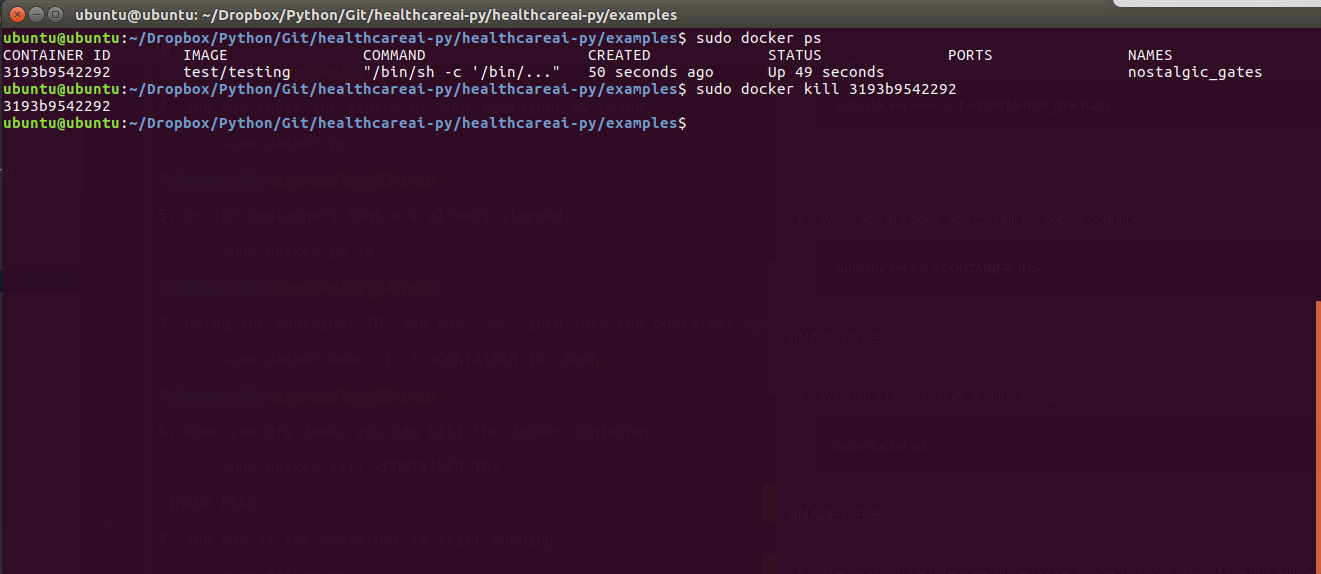 ubuntu@ubuntu: ~/Dropbox/Python/Git/healthcareai-py/healthcareai-py/examples
ubuntu@ubuntu:~/Dropbox/Python/Git/healthcareai-py/healthcareai-py/examples$ sudo docker ps
CONTAINER ID IMAGE COMMAND CREATED STATUS PORTS NAMES
3193b9542292 test/testing "/bin/sh -c '/bin/..." 50 seconds ago Up 49 seconds nostalgic_gates
ubuntu@ubuntu:~/Dropbox/Python/Git/healthcareai-py/healthcareai-py/examples$ sudo docker kill 3193b9542292
3193b9542292
ubuntu@ubuntu:~/Dropbox/Python/Git/healthcareai-py/healthcareai-py/examples$
4. You can check the status of your container by using:
sudo docker ps
img/deploy_03.png
5. Or for containers that are already stopped.
sudo docker ps -a
img/deploy_04.png
5. Using the container ID, you can into into the container by
sudo docker exec -i -t <CONTAINER_ID> bash
img/deploy_05.png
6. When you are done, you can kill the docker container:
sudo docker kill <CONTAINER_ID>
<IMAGE HERE
7. You can if the container is still running
sudo docker exec -i -t <CONTAINER_ID> bash
6. When you are done, you can kill the docker container
sudo docker kill <CONTAINER_ID>
<IMAGE HERE
7. You can if the container is still running
sudo docker ps
<IMAGE HERE